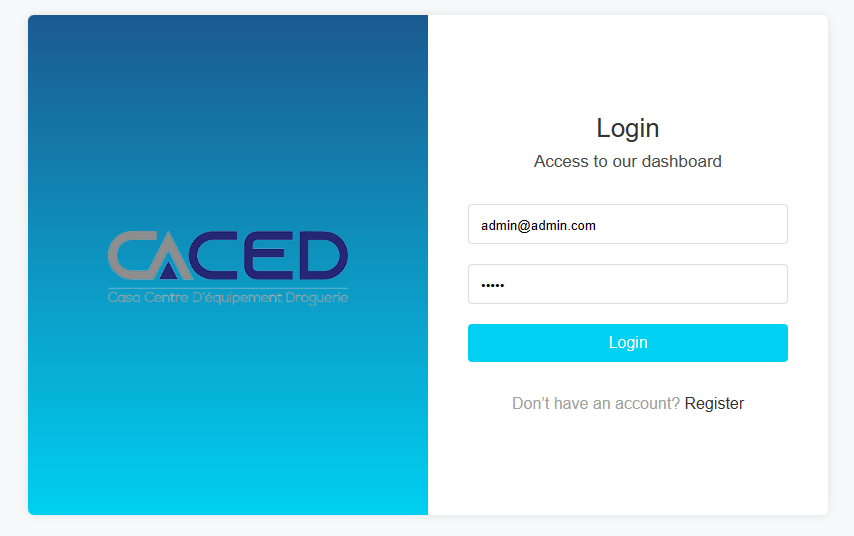 CACED
Casa Centre D'équipement Droguerie
Login
Access to our dashboard
admin@admin.com
•••••
Login
Don’t have an account? Register